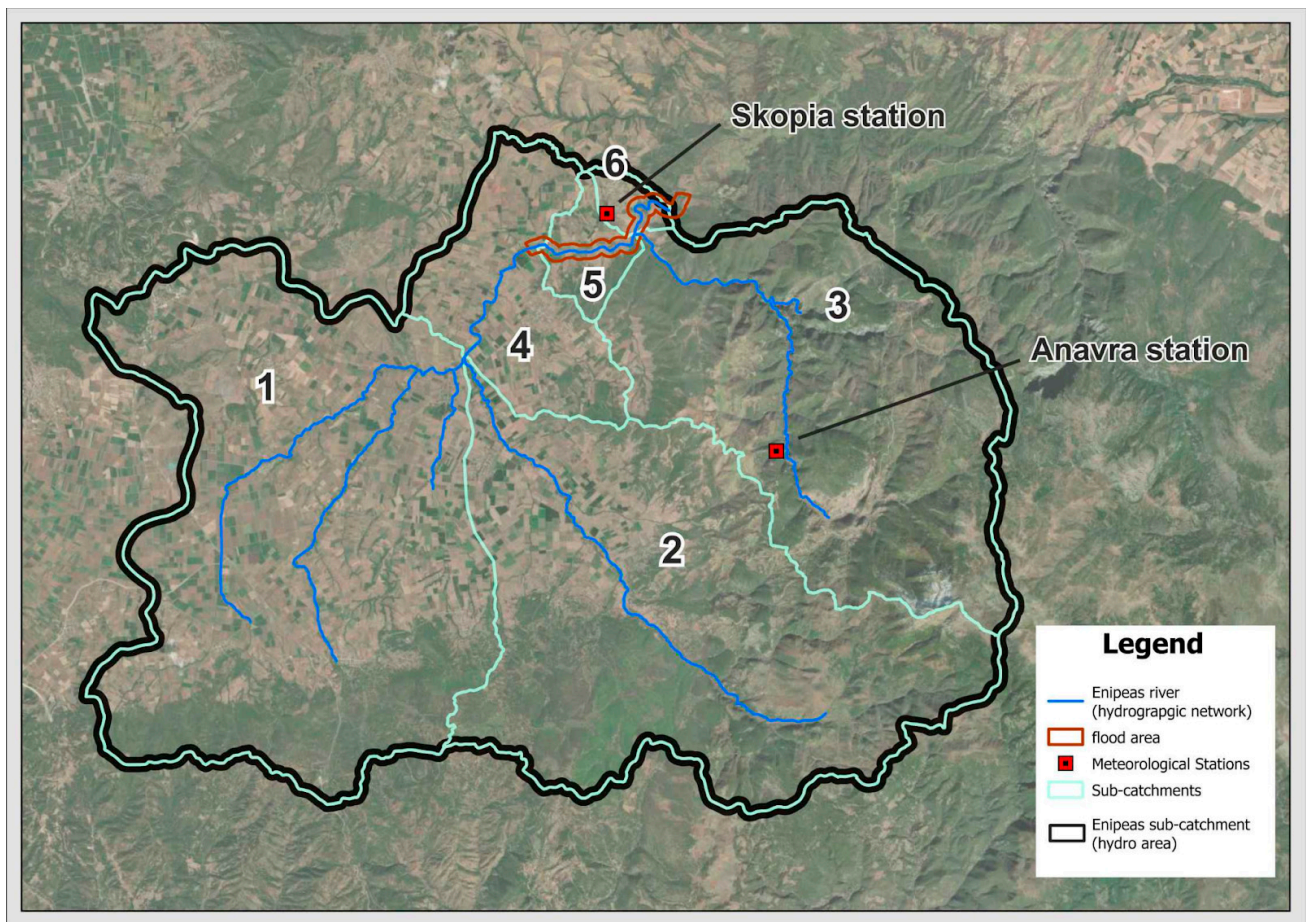 Skopia station
6
5
3
4
Anavra station
1
2
Legend
Enipeas river
(hydrograpgic network)
flood area
Meteorological Stations
Sub-catchments
Enipeas sub-catchment
(hydro area)